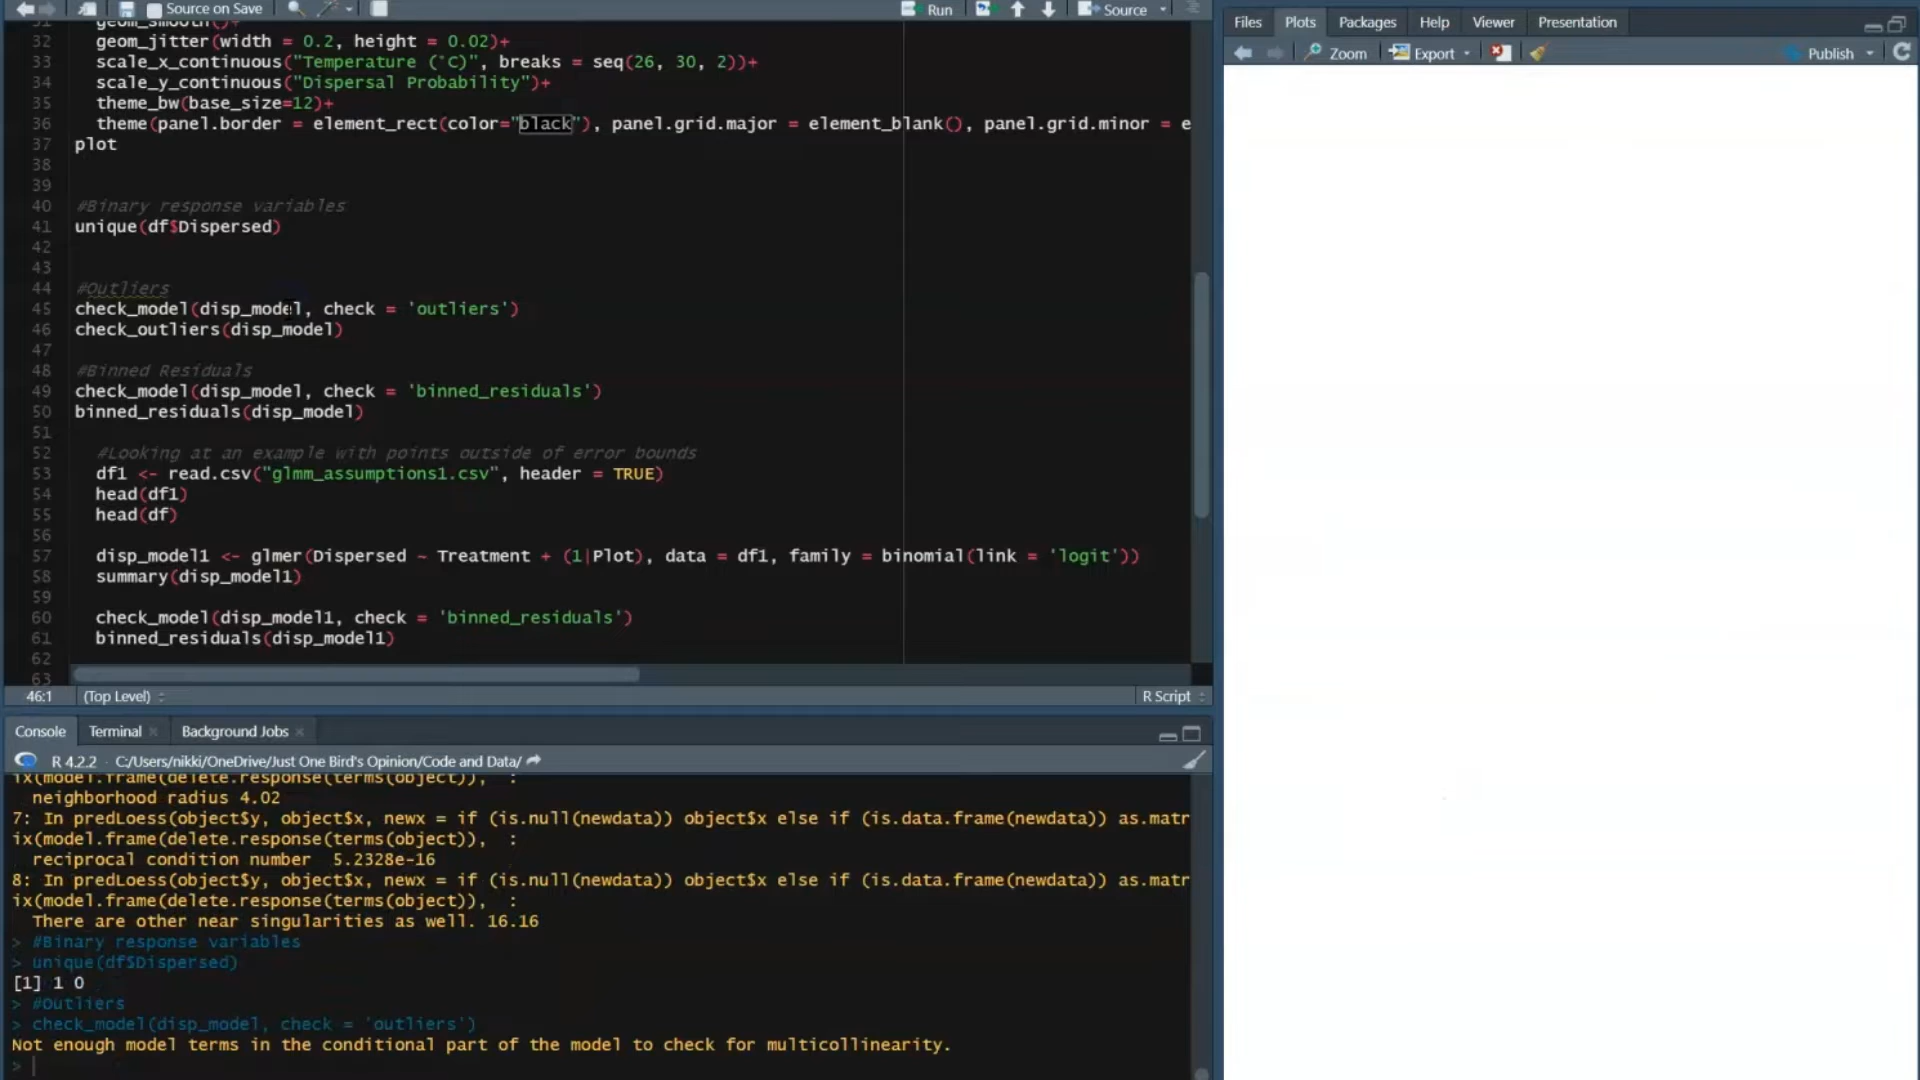 Source on Save
Run
Source
31 geom_smooth()+
32 geom_jitter(width = 0.2, height = 0.02)+
33 scale_x_continuous("Temperature (˚C)", breaks = seq(26, 30, 2))+
34 scale_y_continuous("Dispersal Probability")+
35 theme_bw(base_size=12)+
36 theme(panel.border = element_rect(color="black"), panel.grid.major = element_blank(), panel.grid.minor = e
37 plot
38
39
40 #Binary response variables
41 unique(df$Dispersed)
42
43
44 #Outliers
45 check_model(disp_model, check = 'outliers')
46 check_outliers(disp_model)
47
48 #Binned Residuals
49 check_model(disp_model, check = 'binned_residuals')
50 binned_residuals(disp_model)
51
52 #Looking at an example with points outside of error bounds
53 df1 <- read.csv("glmm_assumptions1.csv", header = TRUE)
54 head(df1)
55 head(df)
56
57 disp_model1 <- glmer(Dispersed ~ Treatment + (1|Plot), data = df1, family = binomial(link = 'logit'))
58 summary(disp_model1)
59
60 check_model(disp_model1, check = 'binned_residuals')
61 binned_residuals(disp_model1)
62
63
46:1 (Top Level) R Script
Console Terminal Background Jobs
R 4.2.2 · C:/Users/nikki/OneDrive/Just One Bird's Opinion/Code and Data/
ix(model.frame(delete.response(terms(object)), :
neighborhood radius 4.02
7: In predLoess(object$y, object$x, newx = if (is.null(newdata)) object$x else if (is.data.frame(newdata)) as.matr
ix(model.frame(delete.response(terms(object)), :
reciprocal condition number 5.2328e-16
8: In predLoess(object$y, object$x, newx = if (is.null(newdata)) object$x else if (is.data.frame(newdata)) as.matr
ix(model.frame(delete.response(terms(object)), :
There are other near singularities as well. 16.16
> #Binary response variables
> unique(df$Dispersed)
[1] 1 0
> #Outliers
> check_model(disp_model, check = 'outliers')
Not enough model terms in the conditional part of the model to check for multicollinearity.
>
Files Plots Packages Help Viewer Presentation
Zoom Export Publish